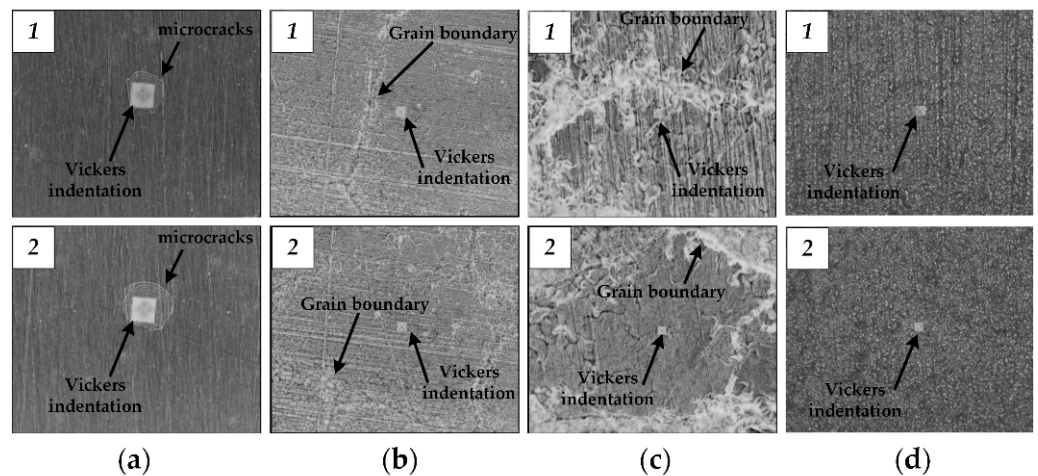 1
microcracks
Vickers
indentation
1
Grain boundary
Vickers
indentation
1
Grain boundary
Vickers
indentation
1
Vickers
indentation
2
microcracks
Vickers
indentation
2
Grain boundary
Vickers
indentation
2
Grain boundary
Vickers
indentation
2
Vickers
indentation
(a)
(b)
(c)
(d)